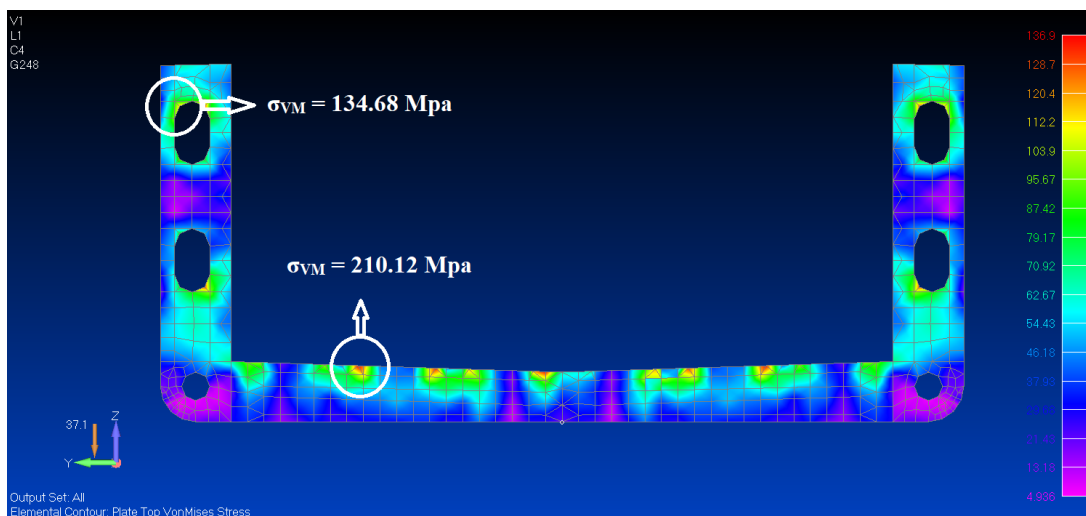 V1
L1
C4
G248
σVM = 134.68 Mpa
σVM = 210.12 Mpa
136.9
128.7
120.4
112.2
103.9
95.67
87.42
79.17
70.92
62.67
54.43
46.18
37.93
29.68
13.18
4.936
37.1
Z
Y
Output Set: All
Elemental Contour: Plate Top VonMises Stress